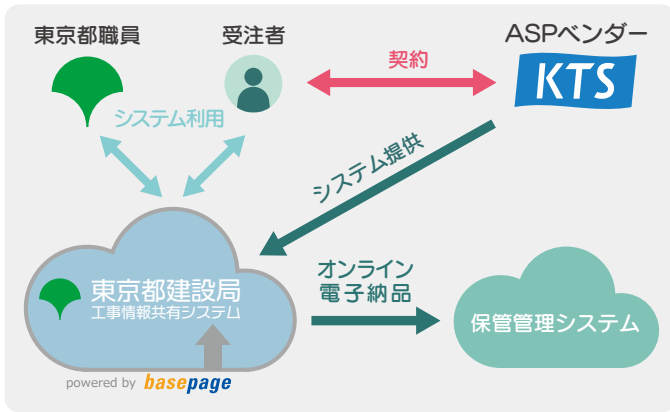 東京都職員
受注者
ASPベンダー
契約
KTS
システム利用
システム提供
東京都建設局
工事情報共有システム
オンライン
電子納品
保管管理システム
powered by basepage